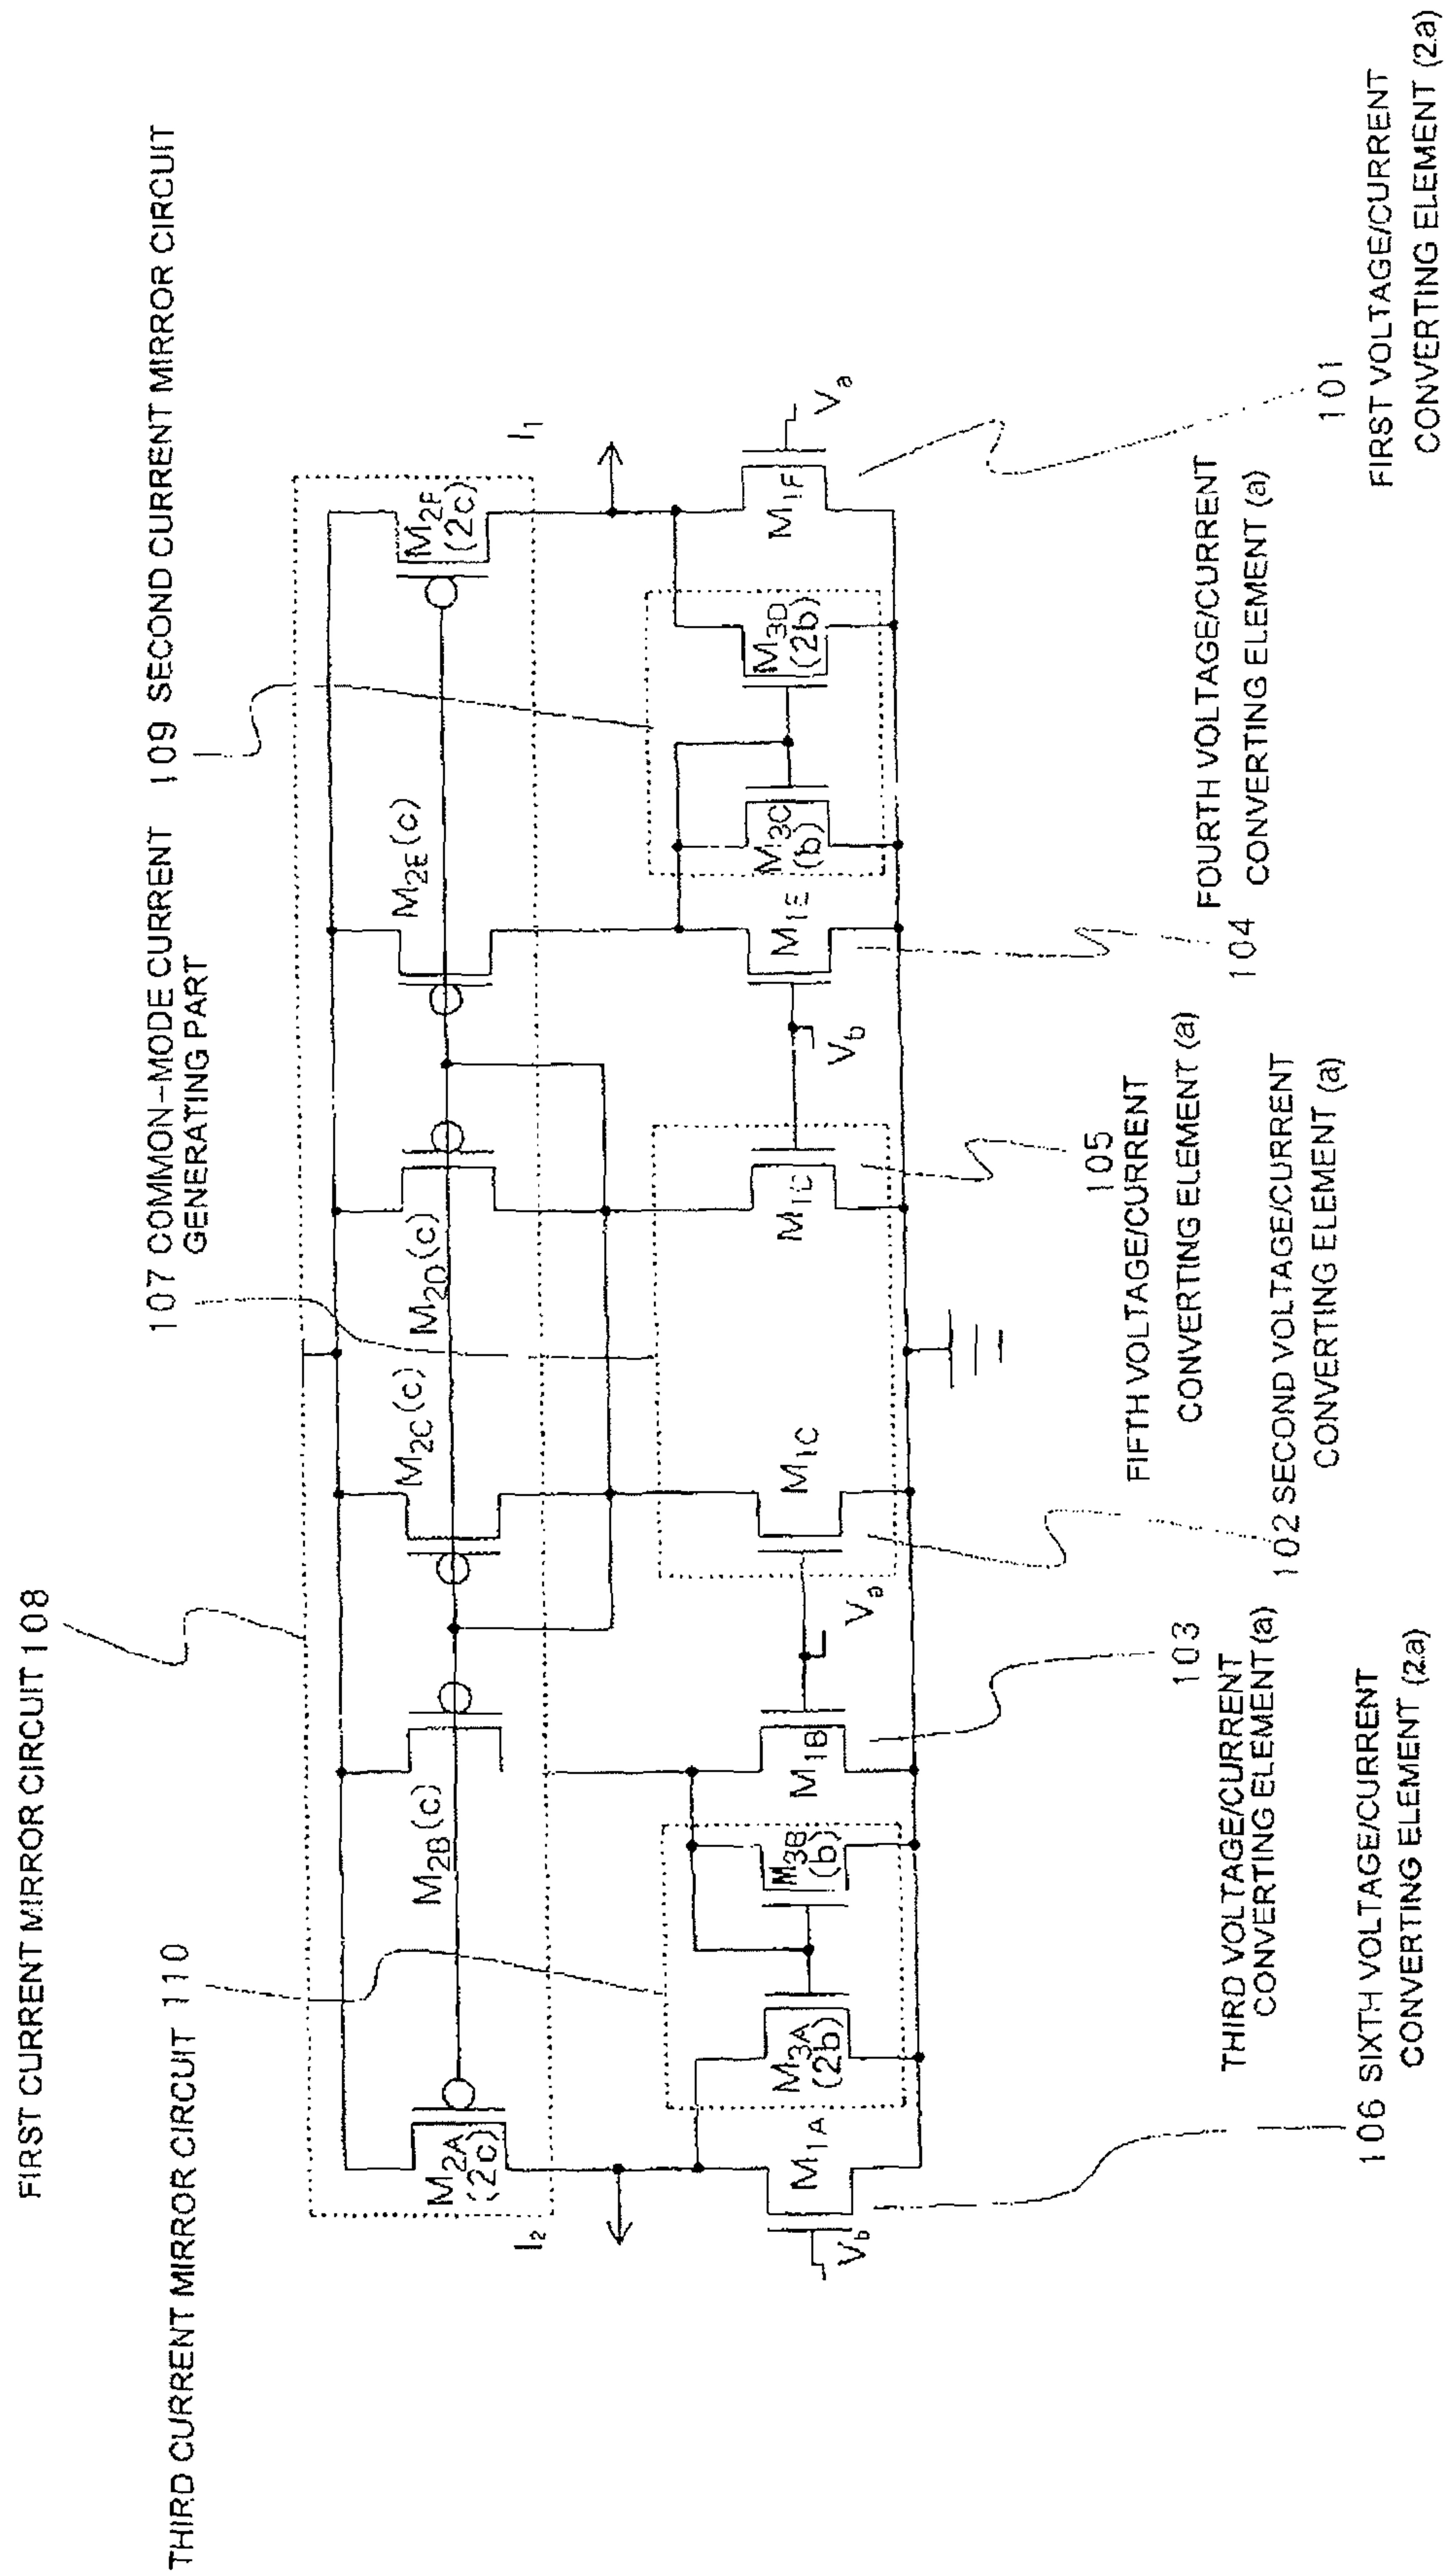 FIRST CURRENT MIRROR CIRCUIT 108
THIRD CURRENT MIRROR CIRCUIT 110
107 COMMON-MODE CURRENT
GENERATING PART
109 SECOND CURRENT MIRROR CIRCUIT
I₂
M₂A
(2c)
M₂B(c)
M₂C(c)
M₂D(c)
M₂E(c)
M₂F
(2c)
I₁
Vb
M1A
M3A
(2b)
M3B
(b)
M1B
Va
M1C
M1C
Vb
M1E
M3C
(b)
M3D
(2b)
M1F
Va
106 SIXTH VOLTAGE/CURRENT
CONVERTING ELEMENT (2a)
103
THIRD VOLTAGE/CURRENT
CONVERTING ELEMENT(a)
102 SECOND VOLTAGE/CURRENT
CONVERTING ELEMENT (a)
105
FIFTH VOLTAGE/CURRENT
CONVERTING ELEMENT (a)
104
FOURTH VOLTAGE/CURRENT
CONVERTING ELEMENT (a)
101
FIRST VOLTAGE/CURRENT
CONVERTING ELEMENT (2a)